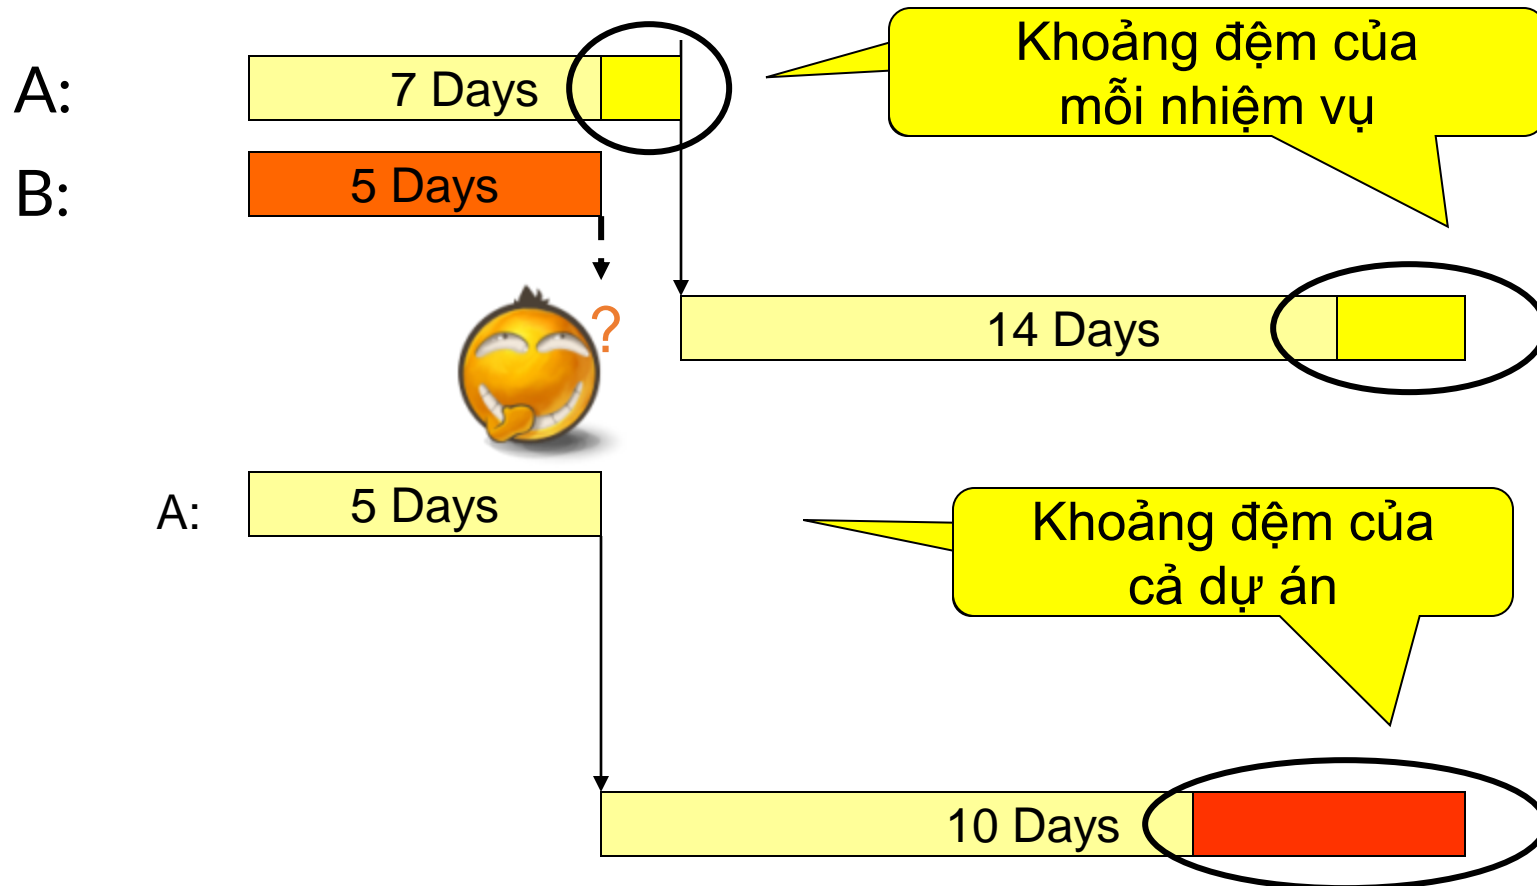 A:
7 Days
Khoảng đệm của
mỗi nhiệm vụ
B:
5 Days
?
14 Days
A:
5 Days
Khoảng đệm của
cả dự án
10 Days